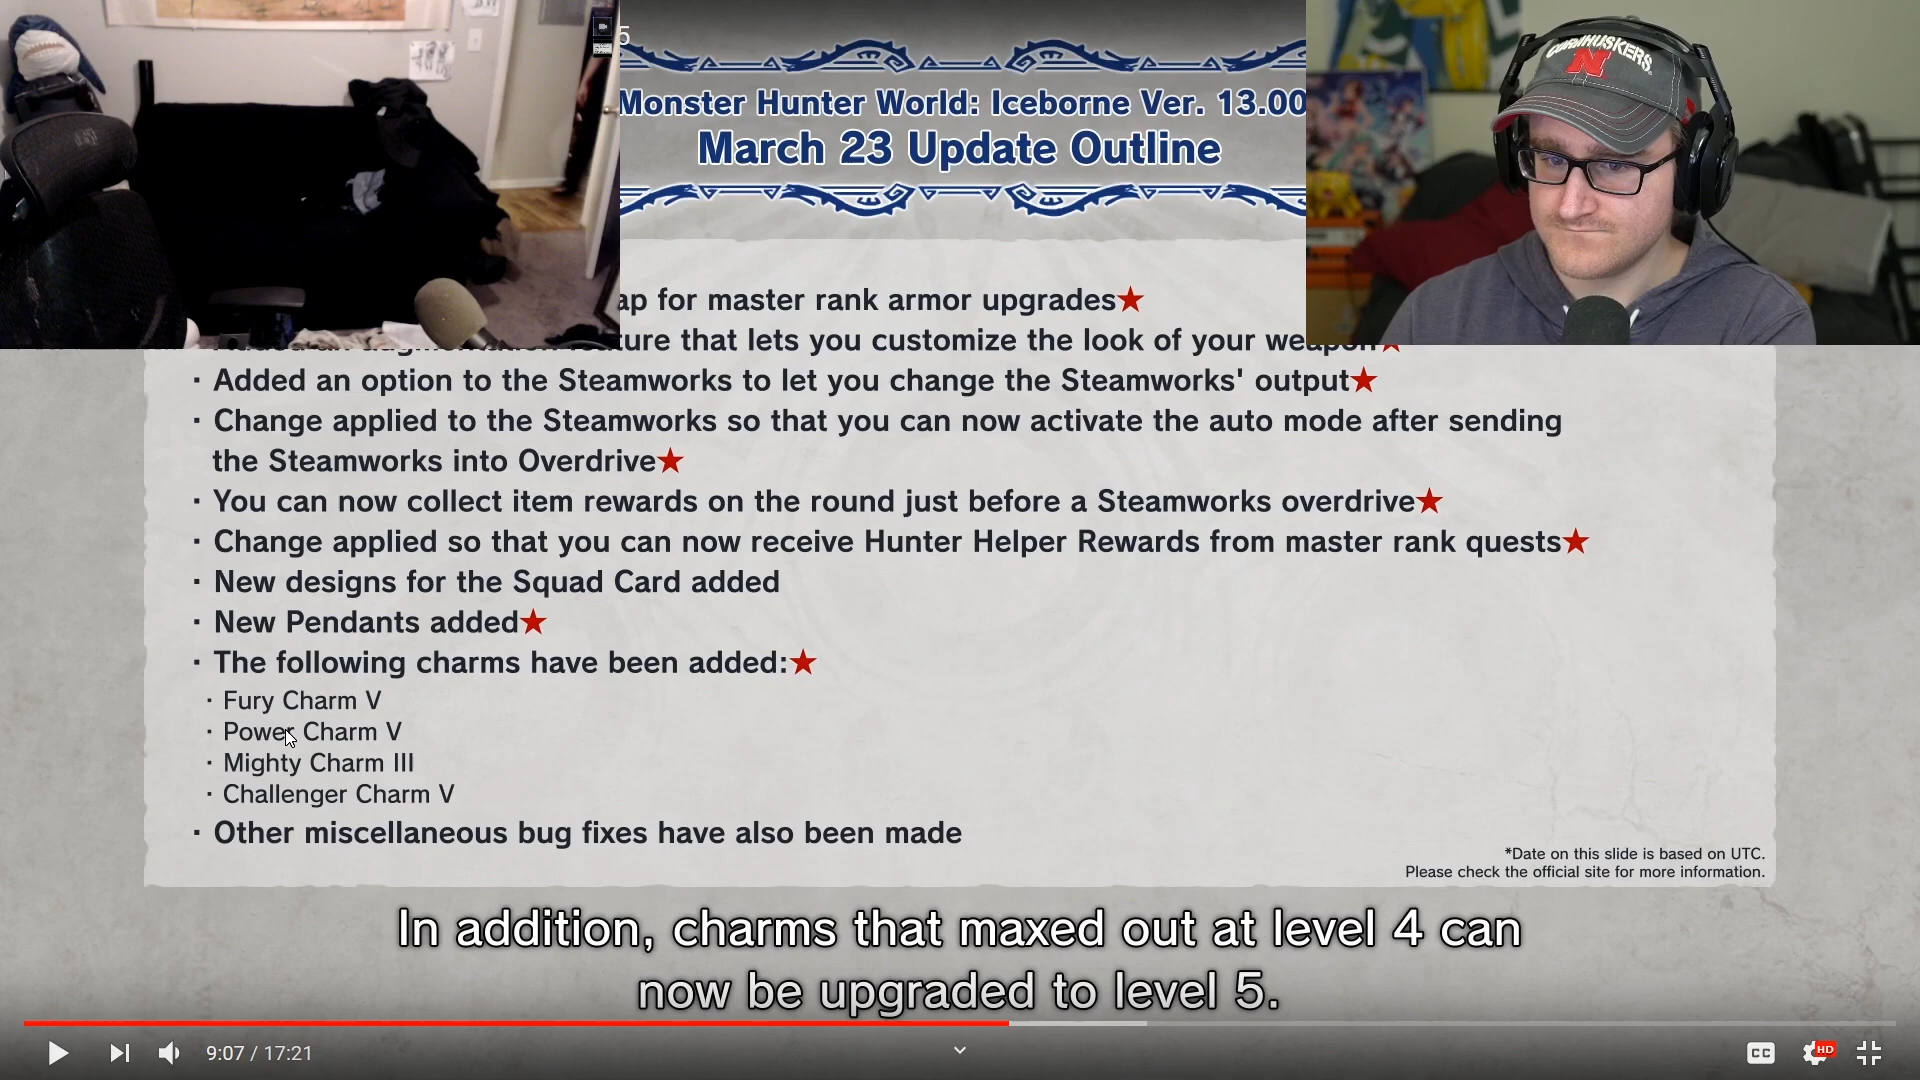 5
Monster Hunter World: Iceborne Ver. 13.00
March 23 Update Outline
CORNHUSKERS
N
ap for master rank armor upgrades★
ture that lets you customize the look of your weapon★
· Added an option to the Steamworks to let you change the Steamworks' output★
· Change applied to the Steamworks so that you can now activate the auto mode after sending
the Steamworks into Overdrive★
· You can now collect item rewards on the round just before a Steamworks overdrive★
· Change applied so that you can now receive Hunter Helper Rewards from master rank quests★
· New designs for the Squad Card added
· New Pendants added★
· The following charms have been added:★
· Fury Charm V
· Power Charm V
· Mighty Charm III
· Challenger Charm V
· Other miscellaneous bug fixes have also been made
*Date on this slide is based on UTC.
Please check the official site for more information.
In addition, charms that maxed out at level 4 can
now be upgraded to level 5.
9:07 / 17:21
CC
HD